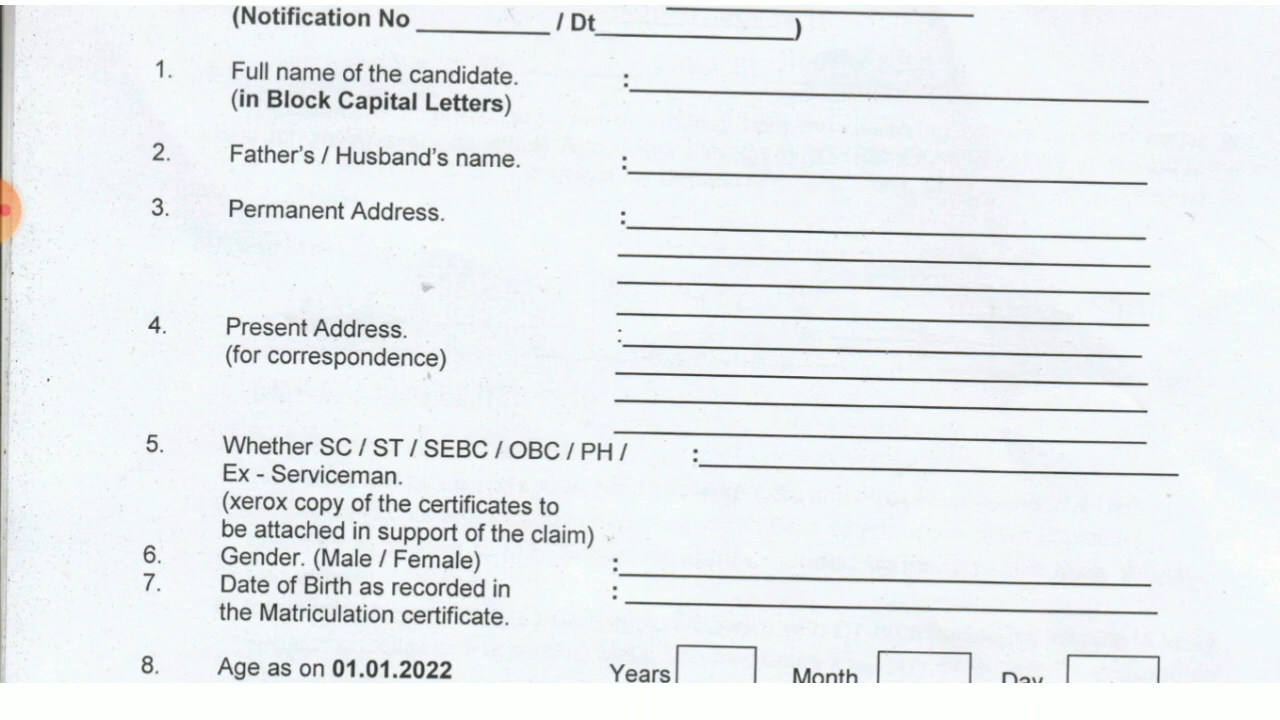 (Notification No __________ / Dt_______________)
1. Full name of the candidate. :
(in Block Capital Letters)
2. Father's / Husband's name. :
3. Permanent Address. :
4. Present Address. :
(for correspondence)
5. Whether SC / ST / SEBC / OBC / PH / :
Ex - Serviceman.
(xerox copy of the certificates to
be attached in support of the claim)
6. Gender. (Male / Female) :
7. Date of Birth as recorded in :
the Matriculation certificate.
8. Age as on 01.01.2022 Years Month Day